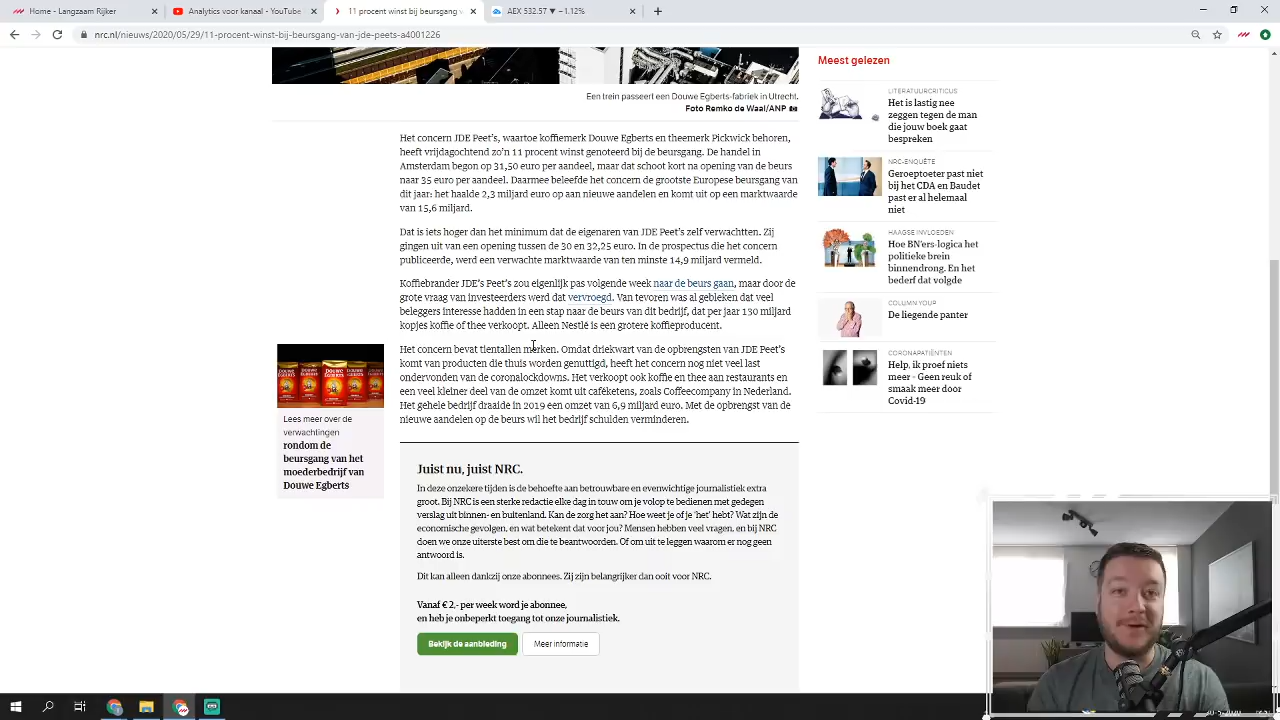 Home - Langzaam Rijker
Analytics voor kanaal - YouTube
11 procent winst bij beursgang v
AEX 532.57 ▼ −1.12%
nrc.nl/nieuws/2020/05/29/11-procent-winst-bij-beursgang-van-jde-peets-a4001226
Een trein passeert een Douwe Egberts-fabriek in Utrecht.
Foto Remko de Waal/ANP
Het concern JDE Peet's, waartoe koffiemerk Douwe Egberts en theemerk Pickwick behoren,
heeft vrijdagochtend zo'n 11 procent winst genoteerd bij de beursgang. De handel in
Amsterdam begon op 31,50 euro per aandeel, maar dat schoot kort na opening van de beurs
naar 35 euro per aandeel. Daarmee beleefde het concern de grootste Europese beursgang van
dit jaar: het haalde 2,3 miljard euro op aan nieuwe aandelen en komt uit op een marktwaarde
van 15,6 miljard.
Dat is iets hoger dan het minimum dat de eigenaren van JDE Peet's zelf verwachtten. Zij
gingen uit van een opening tussen de 30 en 32,25 euro. In de prospectus die het concern
publiceerde, werd een verwachte marktwaarde van ten minste 14,9 miljard vermeld.
Koffiebrander JDE's Peet's zou eigenlijk pas volgende week naar de beurs gaan, maar door de
grote vraag van investeerders werd dat vervroegd. Van tevoren was al gebleken dat veel
beleggers interesse hadden in een stap naar de beurs van dit bedrijf, dat per jaar 130 miljard
kopjes koffie of thee verkoopt. Alleen Nestlé is een grotere koffieproducent.
Het concern bevat tientallen merken. Omdat driekwart van de opbrengsten van JDE Peet's
komt van producten die thuis worden genuttigd, heeft het concern nog niet veel last
ondervonden van de coronalockdowns. Het verkoopt ook koffie en thee aan restaurants en
een veel kleiner deel van de omzet komt uit caféketens, zoals Coffeecompany in Nederland.
Het gehele bedrijf draaide in 2019 een omzet van 6,9 miljard euro. Met de opbrengst van de
nieuwe aandelen op de beurs wil het bedrijf schulden verminderen.
Lees meer over de
verwachtingen
rondom de
beursgang van het
moederbedrijf van
Douwe Egberts
Juist nu, juist NRC.
In deze onzekere tijden is de behoefte aan betrouwbare en evenwichtige journalistiek extra
groot. Bij NRC is een sterke redactie elke dag in touw om je volop te bedienen met gedegen
verslag uit binnen- en buitenland. Kan de zorg het aan? Hoe weet je of je 'het' hebt? Wat zijn de
economische gevolgen, en wat betekent dat voor jou? Mensen hebben veel vragen, en bij NRC
doen we onze uiterste best om die te beantwoorden. Of om uit te leggen waarom er nog geen
antwoord is.
Dit kan alleen dankzij onze abonnees. Zij zijn belangrijker dan ooit voor NRC.
Vanaf € 2,- per week word je abonnee,
en heb je onbeperkt toegang tot onze journalistiek.
Bekijk de aanbieding
Meer informatie
Meest gelezen
LITERATUURCRITICUS
Het is lastig nee
zeggen tegen de man
die jouw boek gaat
bespreken
NRC-ENQUÊTE
Geroeptoeter past niet
bij het CDA en Baudet
past er al helemaal
niet
HAAGSE INVLOEDEN
Hoe BN'ers-logica het
politieke brein
binnendrong. En het
bederf dat volgde
COLUMN YOUP
De liegende panter
CORONAPATIËNTEN
Help, ik proef niets
meer - Geen reuk of
smaak meer door
Covid-19